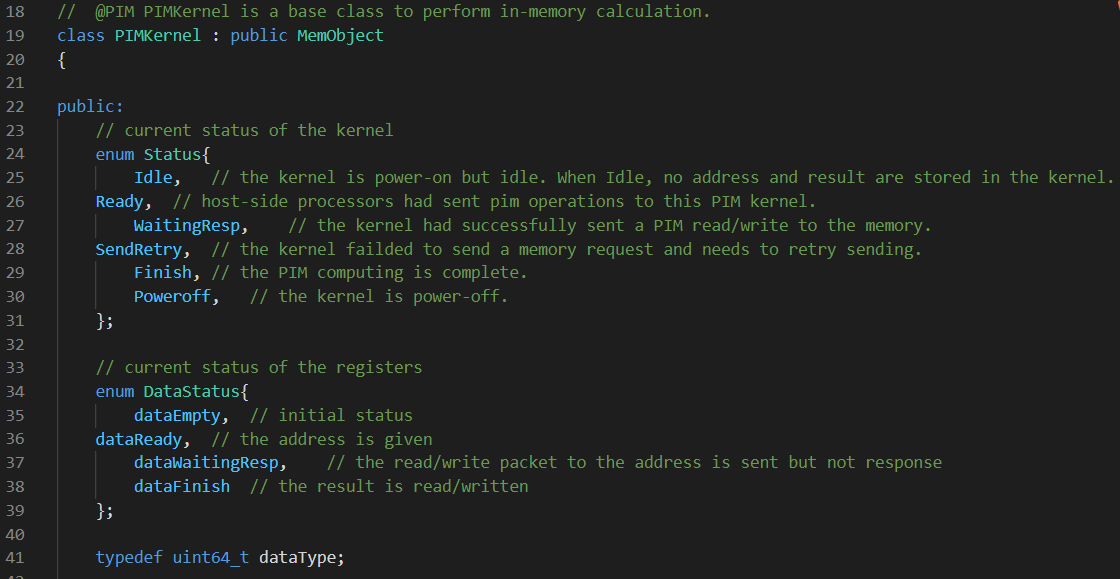 18 // @PIM PIMKernel is a base class to perform in-memory calculation.
19 class PIMKernel : public MemObject
20 {
21
22 public:
23 // current status of the kernel
24 enum Status{
25 Idle, // the kernel is power-on but idle. When Idle, no address and result are stored in the kernel.
26 Ready, // host-side processors had sent pim operations to this PIM kernel.
27 WaitingResp, // the kernel had successfully sent a PIM read/write to the memory.
28 SendRetry, // the kernel failded to send a memory request and needs to retry sending.
29 Finish, // the PIM computing is complete.
30 Poweroff, // the kernel is power-off.
31 };
32
33 // current status of the registers
34 enum DataStatus{
35 dataEmpty, // initial status
36 dataReady, // the address is given
37 dataWaitingResp, // the read/write packet to the address is sent but not response
38 dataFinish // the result is read/written
39 };
40
41 typedef uint64_t dataType;